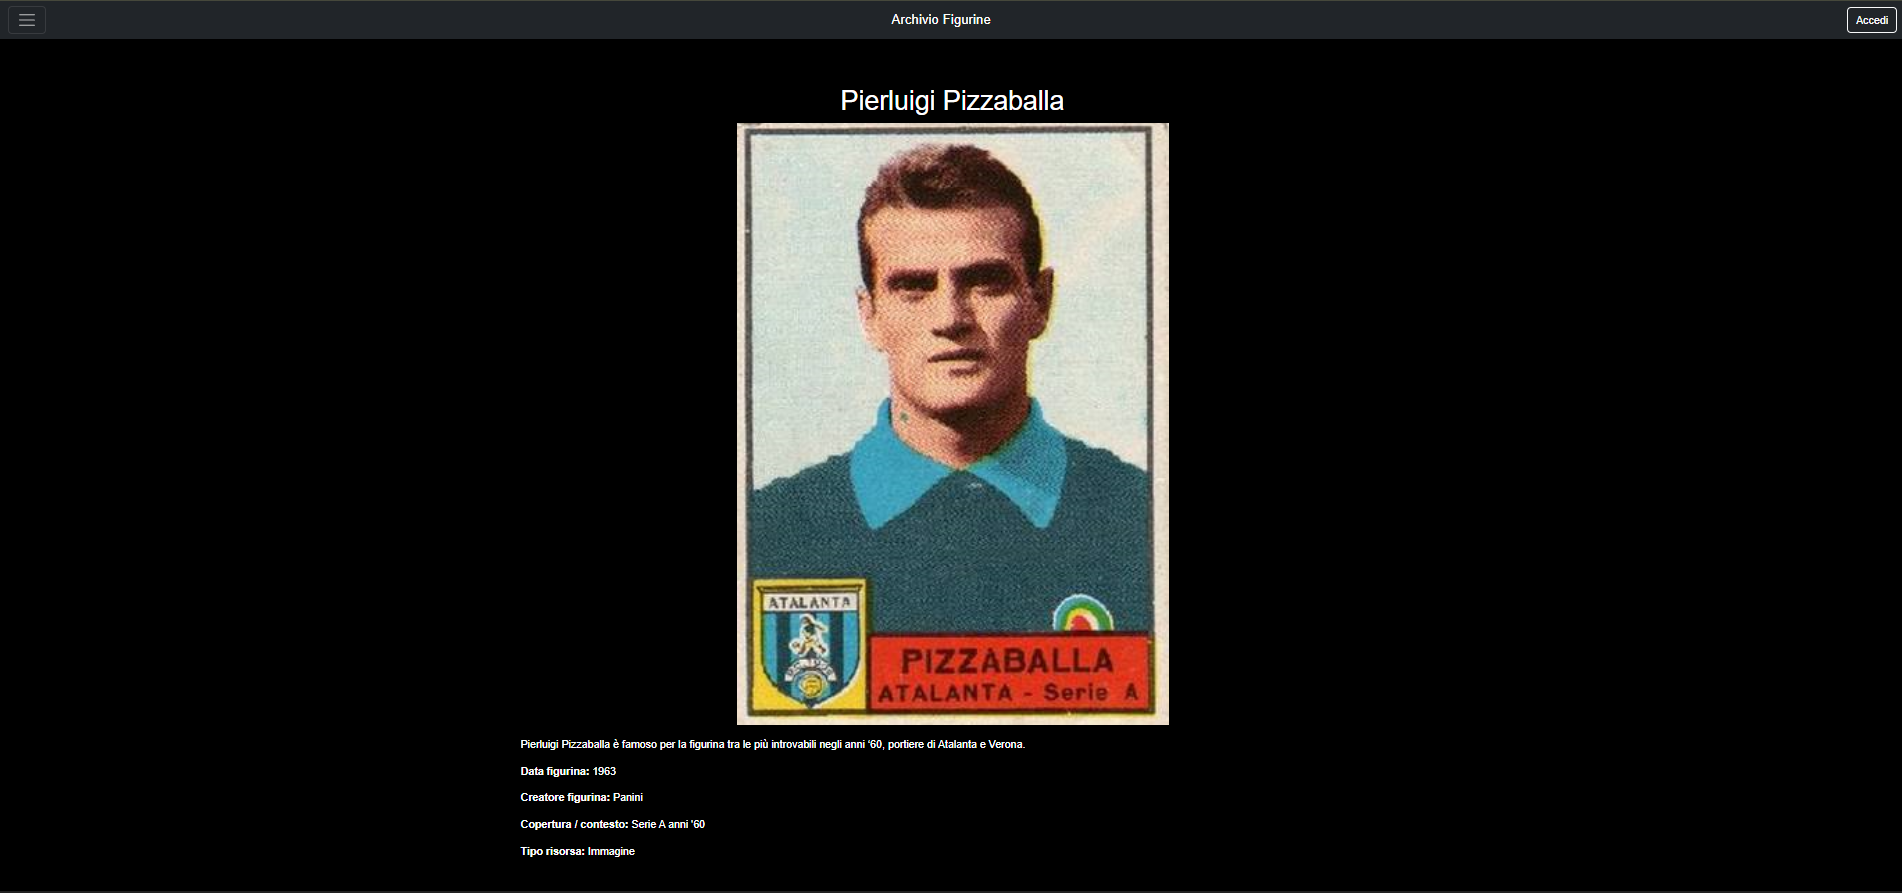 Archivio Figurine
Accedi
Pierluigi Pizzaballa
ATALANTA
PIZZABALLA
ATALANTA - Serie A
Pierluigi Pizzaballa è famoso per la figurina tra le più introvabili negli anni '60, portiere di Atalanta e Verona.
Data figurina: 1963
Creatore figurina: Panini
Copertura / contesto: Serie A anni '60
Tipo risorsa: Immagine